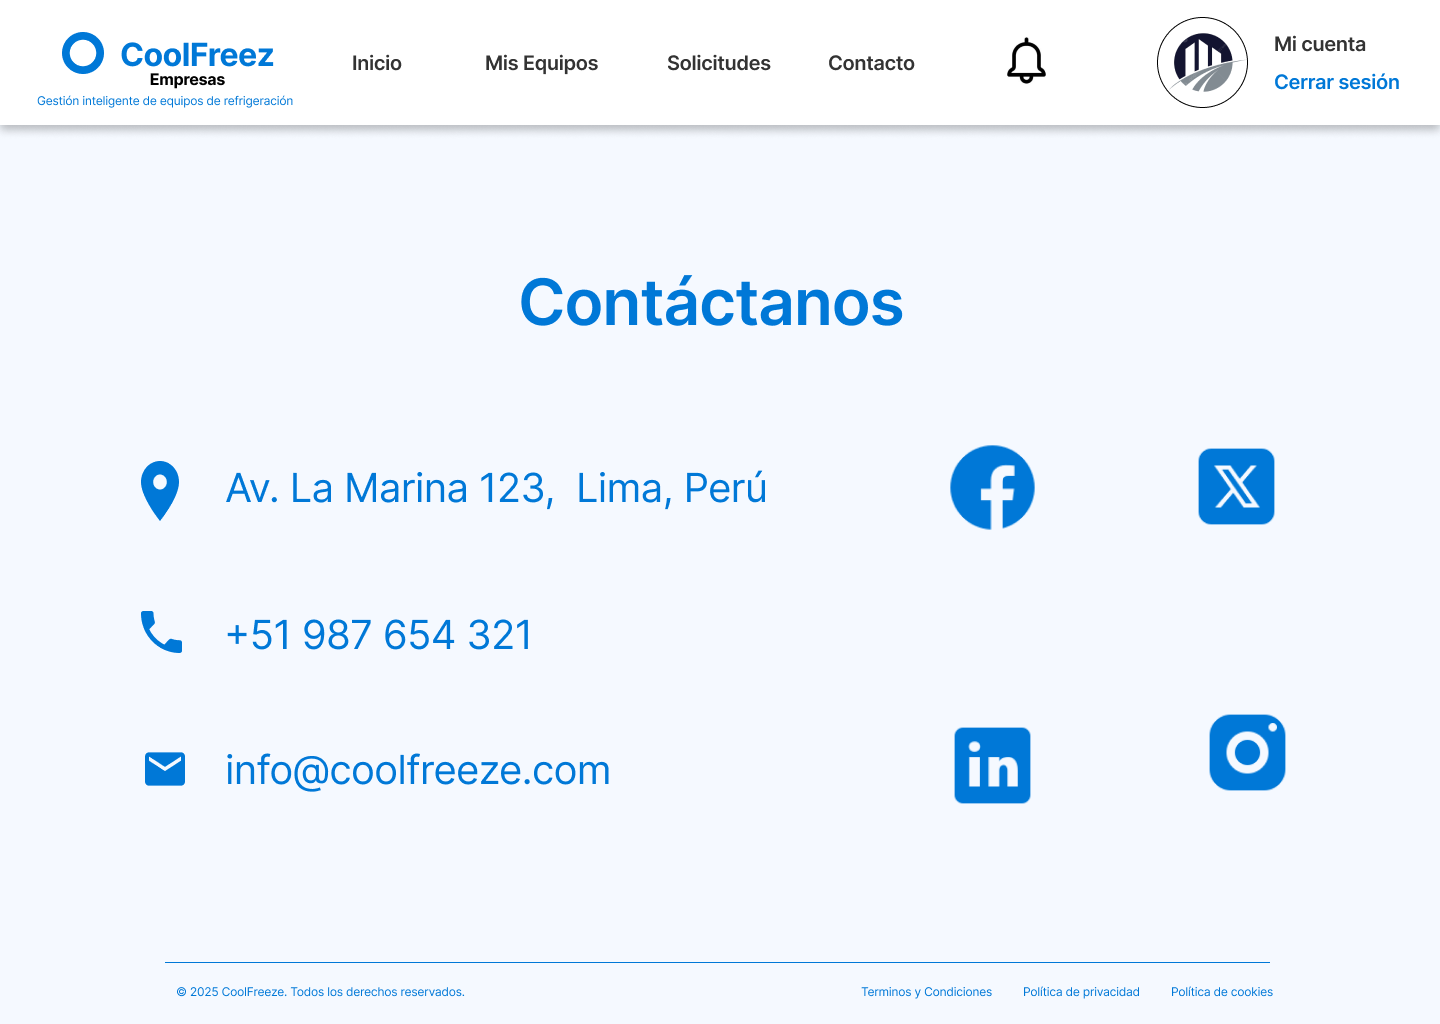 CoolFreez
Empresas
Gestión inteligente de equipos de refrigeración
Inicio
Mis Equipos
Solicitudes
Contacto
Mi cuenta
Cerrar sesión
Contáctanos
Av. La Marina 123,  Lima, Perú
+51 987 654 321
info@coolfreeze.com
© 2025 CoolFreeze. Todos los derechos reservados.
Terminos y Condiciones
Política de privacidad
Política de cookies